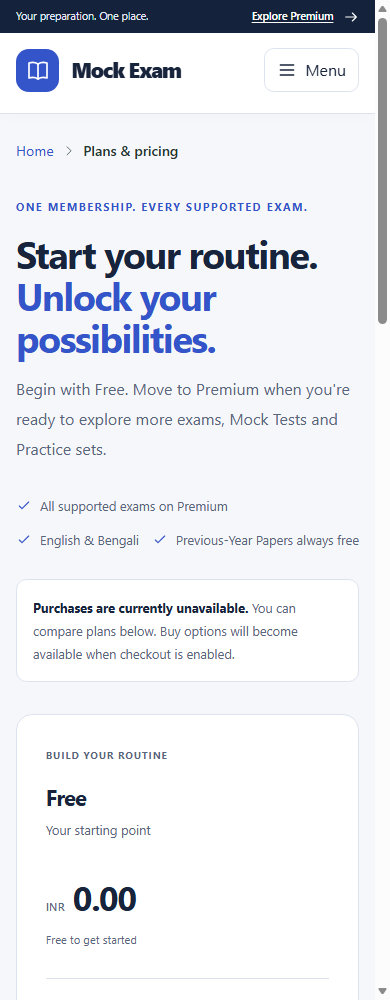 Your preparation. One place.
Explore Premium →
Mock Exam
Menu
Home > Plans & pricing
ONE MEMBERSHIP. EVERY SUPPORTED EXAM.
Start your routine.
Unlock your
possibilities.
Begin with Free. Move to Premium when you're
ready to explore more exams, Mock Tests and
Practice sets.
All supported exams on Premium
English & Bengali
Previous-Year Papers always free
Purchases are currently unavailable. You can
compare plans below. Buy options will become
available when checkout is enabled.
BUILD YOUR ROUTINE
Free
Your starting point
INR 0.00
Free to get started